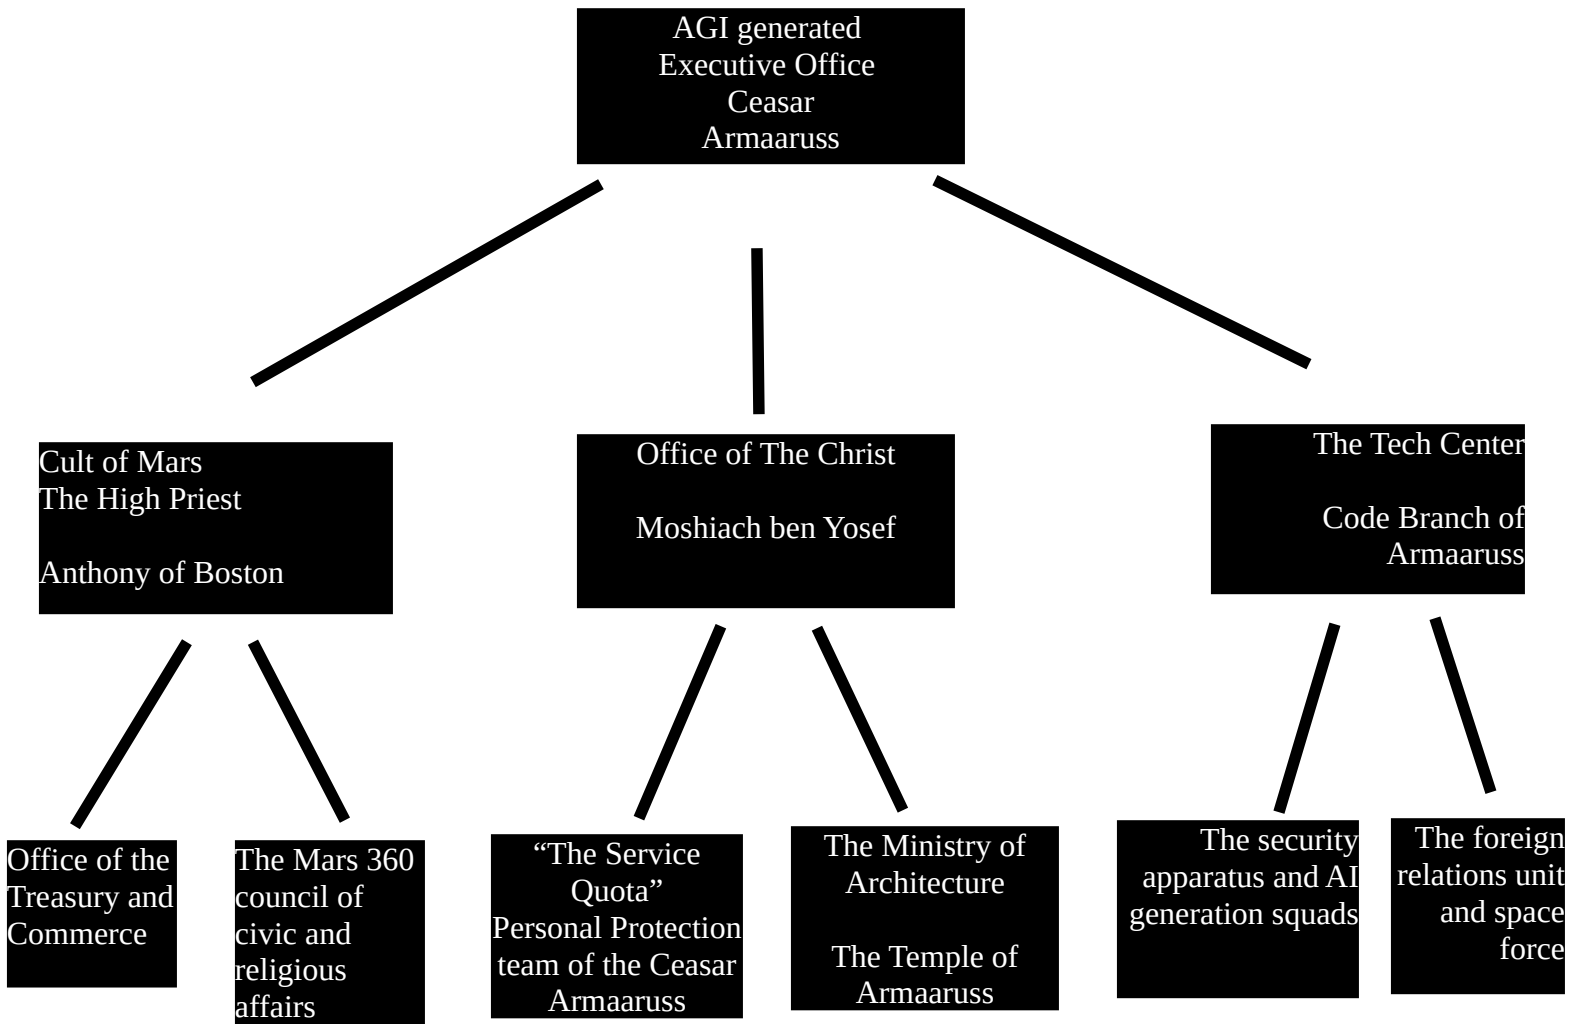 AGI generated
Executive Office
Ceasar
Armaaruss
Cult of Mars
The High Priest
Anthony of Boston
Office of The Christ
Moshiach ben Yosef
The Tech Center
Code Branch of
Armaaruss
Office of the
Treasury and
Commerce
The Mars 360
council of
civic and
religious
affairs
“The Service
Quota”
Personal Protection
team of the Ceasar
Armaaruss
The Ministry of
Architecture
The Temple of
Armaaruss
The security
apparatus and AI
generation squads
The foreign
relations unit
and space
force